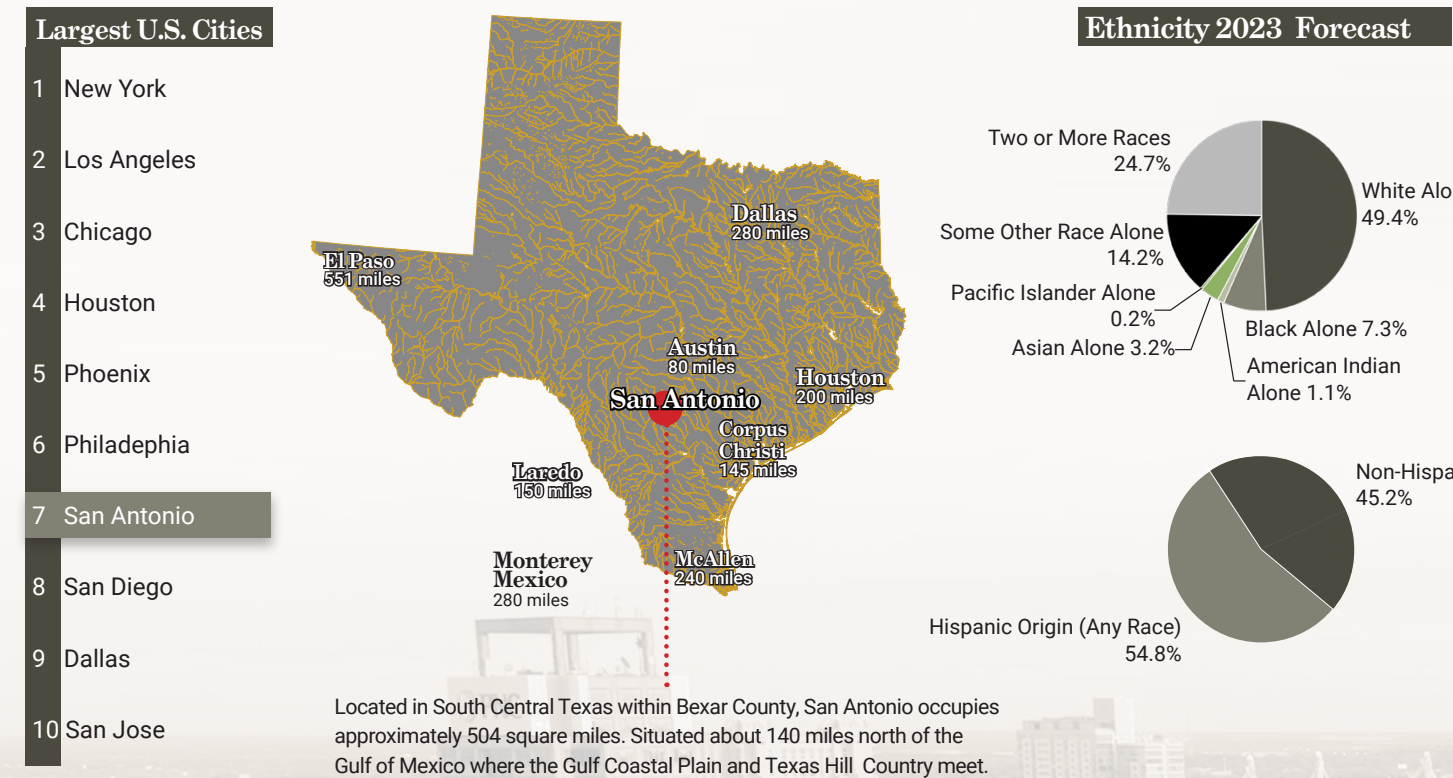 Largest U.S. Cities
1 New York
2 Los Angeles
3 Chicago
4 Houston
5 Phoenix
6 Philadephia
7 San Antonio
8 San Diego
9 Dallas
10 San Jose
Dallas
280 miles
El Paso
551 miles
Austin
80 miles
Houston
200 miles
San Antonio
Corpus
Christi
145 miles
Laredo
150 miles
Monterey
Mexico
280 miles
McAllen
240 miles
Located in South Central Texas within Bexar County, San Antonio occupies
approximately 504 square miles. Situated about 140 miles north of the
Gulf of Mexico where the Gulf Coastal Plain and Texas Hill Country meet.
Ethnicity 2023 Forecast
Two or More Races
24.7%
White Alo
49.4%
Some Other Race Alone
14.2%
Pacific Islander Alone
0.2%
Asian Alone 3.2%
Black Alone 7.3%
American Indian
Alone 1.1%
Non-Hispa
45.2%
Hispanic Origin (Any Race)
54.8%